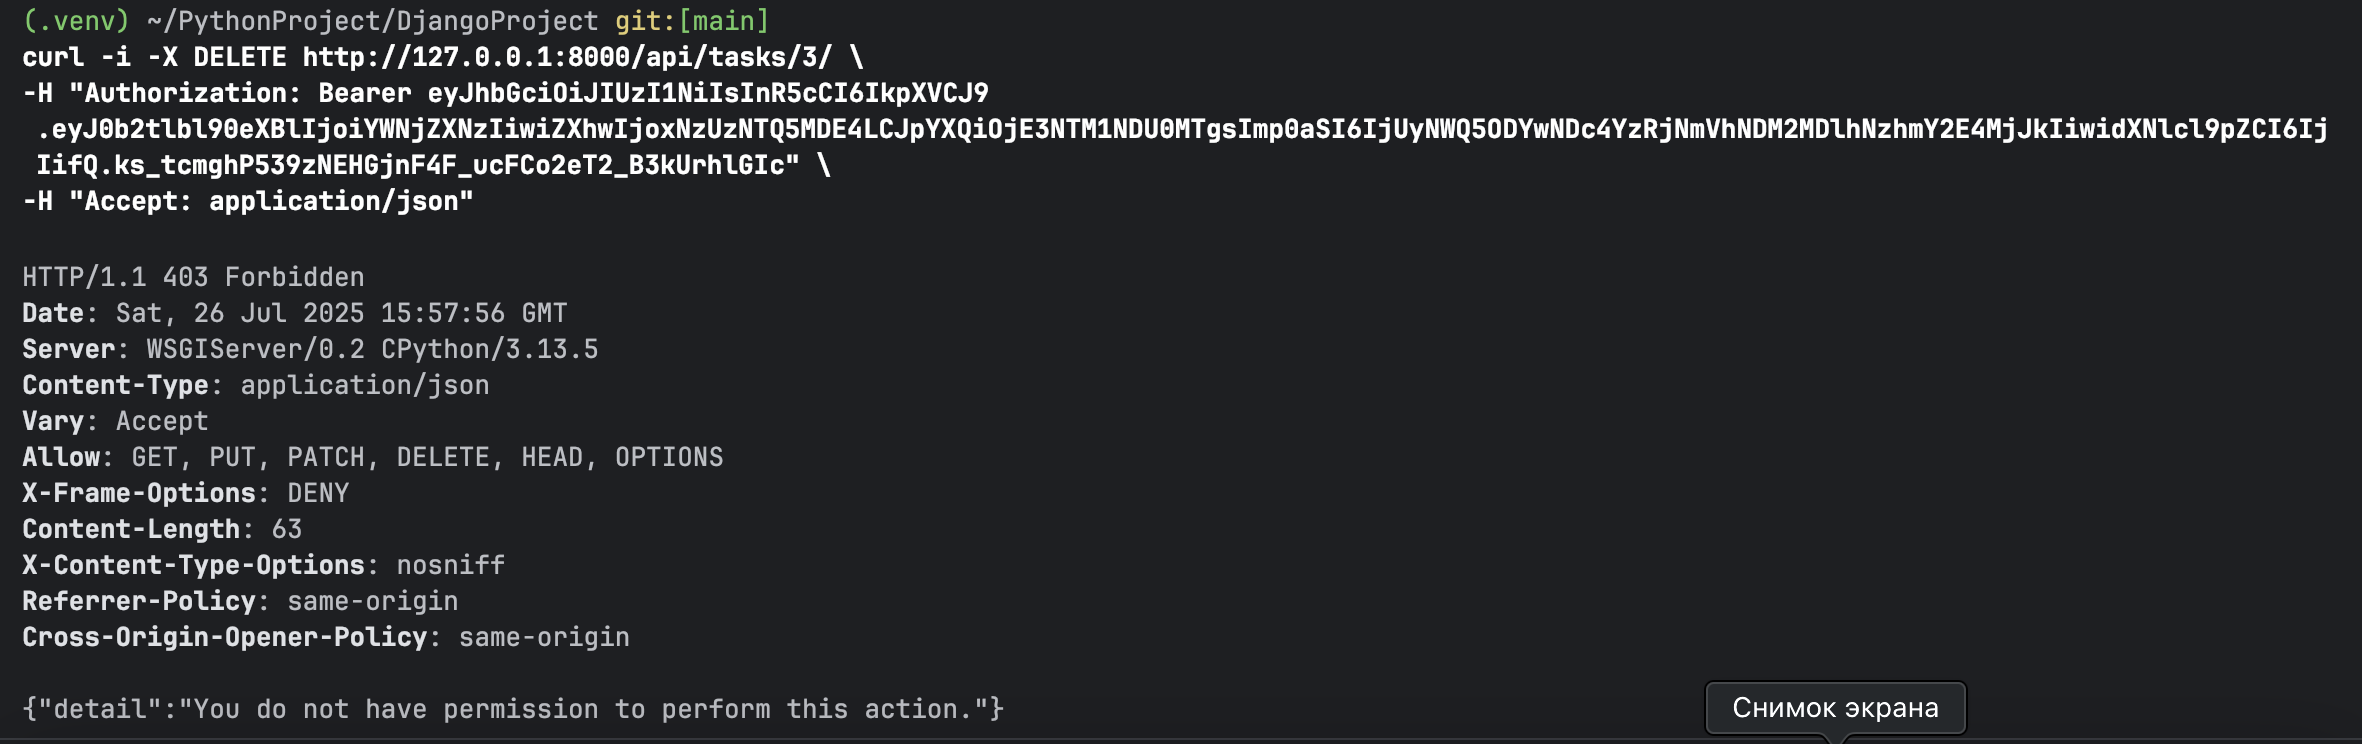 (.venv) ~/PythonProject/DjangoProject git:[main]
curl -i -X DELETE http://127.0.0.1:8000/api/tasks/3/ \
-H "Authorization: Bearer eyJhbGciOiJIUzI1NiIsInR5cCI6IkpXVCJ9
.eyJ0b2tlbl90eXBlIjoiYWNjZXNzIiwiZXhwIjoxNzUzNTQ5MDE4LCJpYXQiOjE3NTM1NDU0MTgsImp0aSI6IjUyNWQ5ODYwNDc4YzRjNmVhNDM2MDlhNzhmY2E4MjJkIiwidXNlcl9pZCI6Ij
IifQ.ks_tcmghP539zNEHGjnF4F_ucFCo2eT2_B3kUrhlGIc" \
-H "Accept: application/json"
HTTP/1.1 403 Forbidden
Date: Sat, 26 Jul 2025 15:57:56 GMT
Server: WSGIServer/0.2 CPython/3.13.5
Content-Type: application/json
Vary: Accept
Allow: GET, PUT, PATCH, DELETE, HEAD, OPTIONS
X-Frame-Options: DENY
Content-Length: 63
X-Content-Type-Options: nosniff
Referrer-Policy: same-origin
Cross-Origin-Opener-Policy: same-origin
{"detail":"You do not have permission to perform this action."}
Снимок экрана